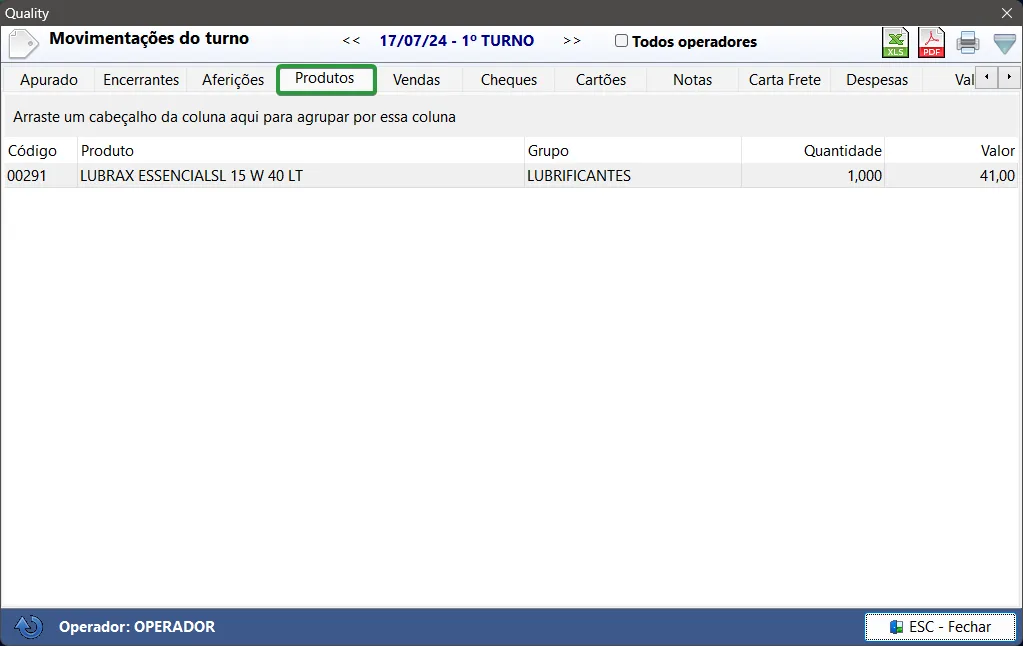 Quality
Movimentações do turno << 17/07/24 - 1º TURNO >> Todos operadores XLS PDF
Apurado Encerrantes Aferições Produtos Vendas Cheques Cartões Notas Carta Frete Despesas Val
Arraste um cabeçalho da coluna aqui para agrupar por essa coluna
Código Produto Grupo Quantidade Valor
00291 LUBRAX ESSENCIALSL 15 W 40 LT LUBRIFICANTES 1,000 41,00
Operador: OPERADOR ESC - Fechar